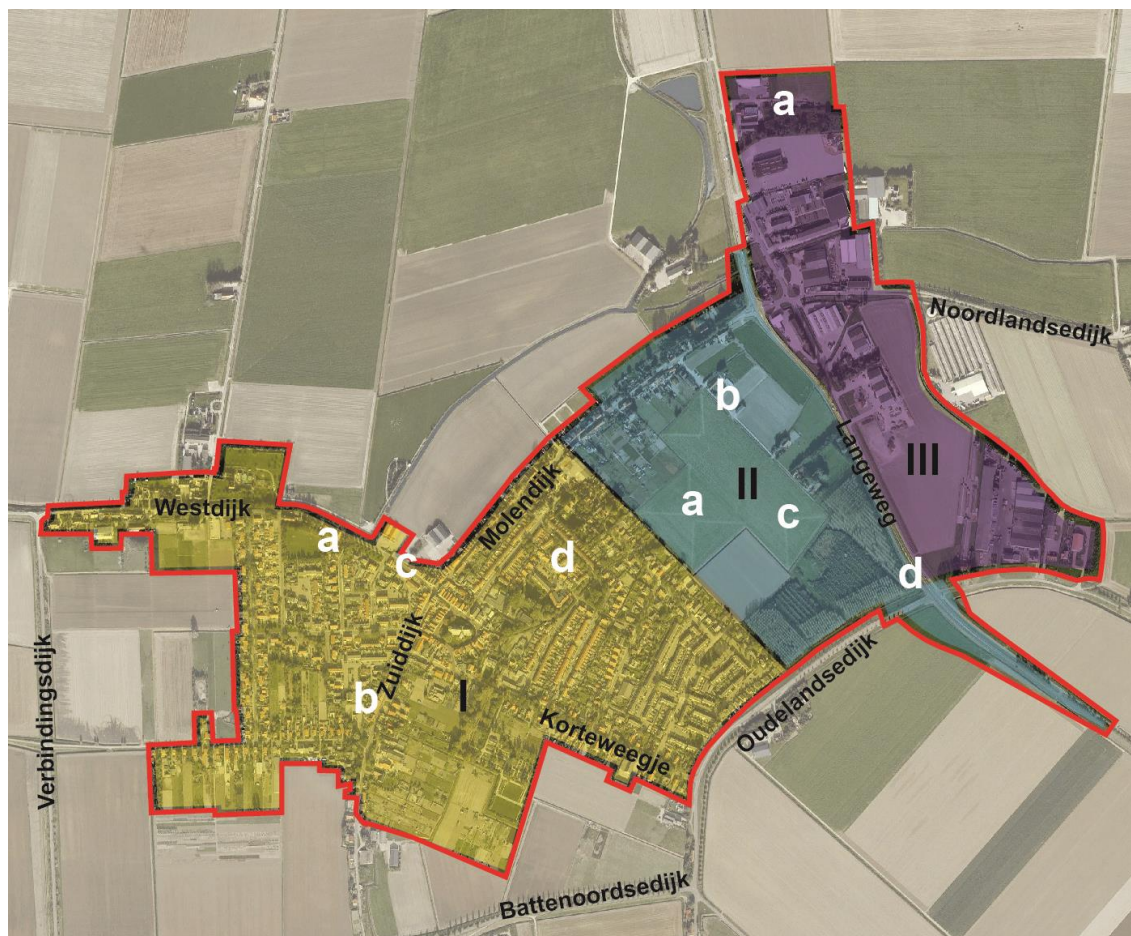 a
Noordlandsedijk
b
Langeweg
III
II
Molendijk
a
c
Westdijk
a
c
d
d
Zuiddijk
b
I
Korteweegje
Oudelandsedijk
Verbindingsdijk
Battenoordsedijk